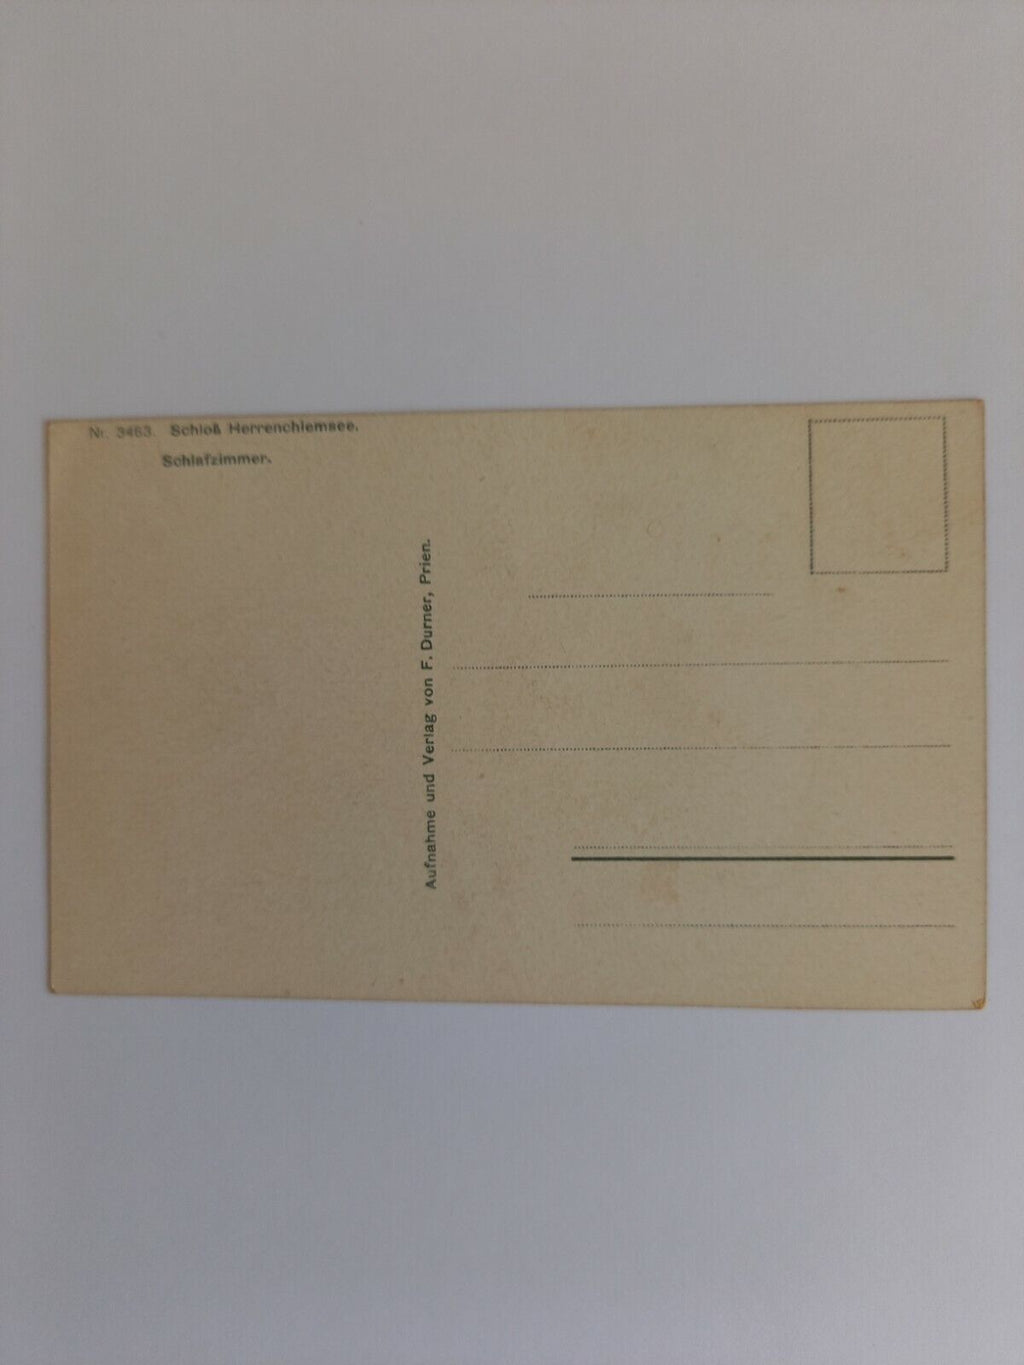 Nr. 3463. Schloß Herrenchiemsee.
Schlafzimmer.
Aufnahme und Verlag von F. Durner, Prien.